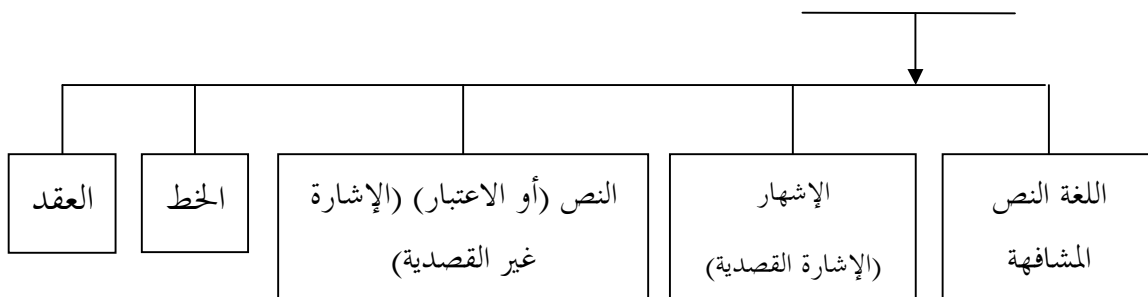 اللغة النص
المشافهة
الإشهار
(الإشارة القصدية)
النص (أو الاعتبار) (الإشارة
غير القصدية)
الخط
العقد